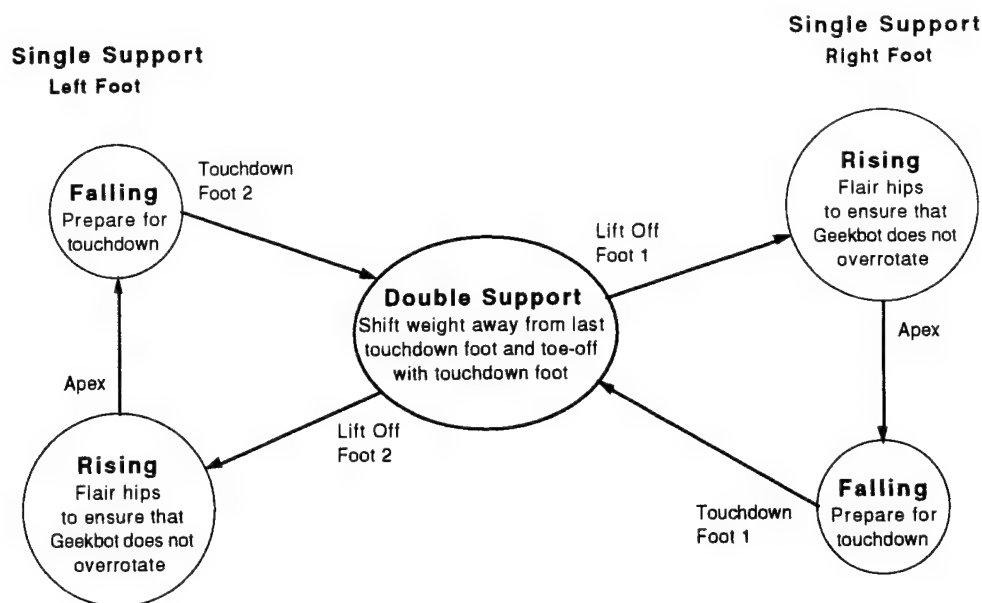 Single Support
Left Foot
Single Support
Right Foot
Falling
Prepare for
touchdown
Touchdown
Foot 2
Rising
Flair hips
to ensure that
Geekbot does not
overrotate
Lift Off
Foot 1
Double Support
Shift weight away from last
touchdown foot and toe-off
with touchdown foot
Apex
Apex
Rising
Flair hips
to ensure that
Geekbot does not
overrotate
Lift Off
Foot 2
Touchdown
Foot 1
Falling
Prepare for
touchdown